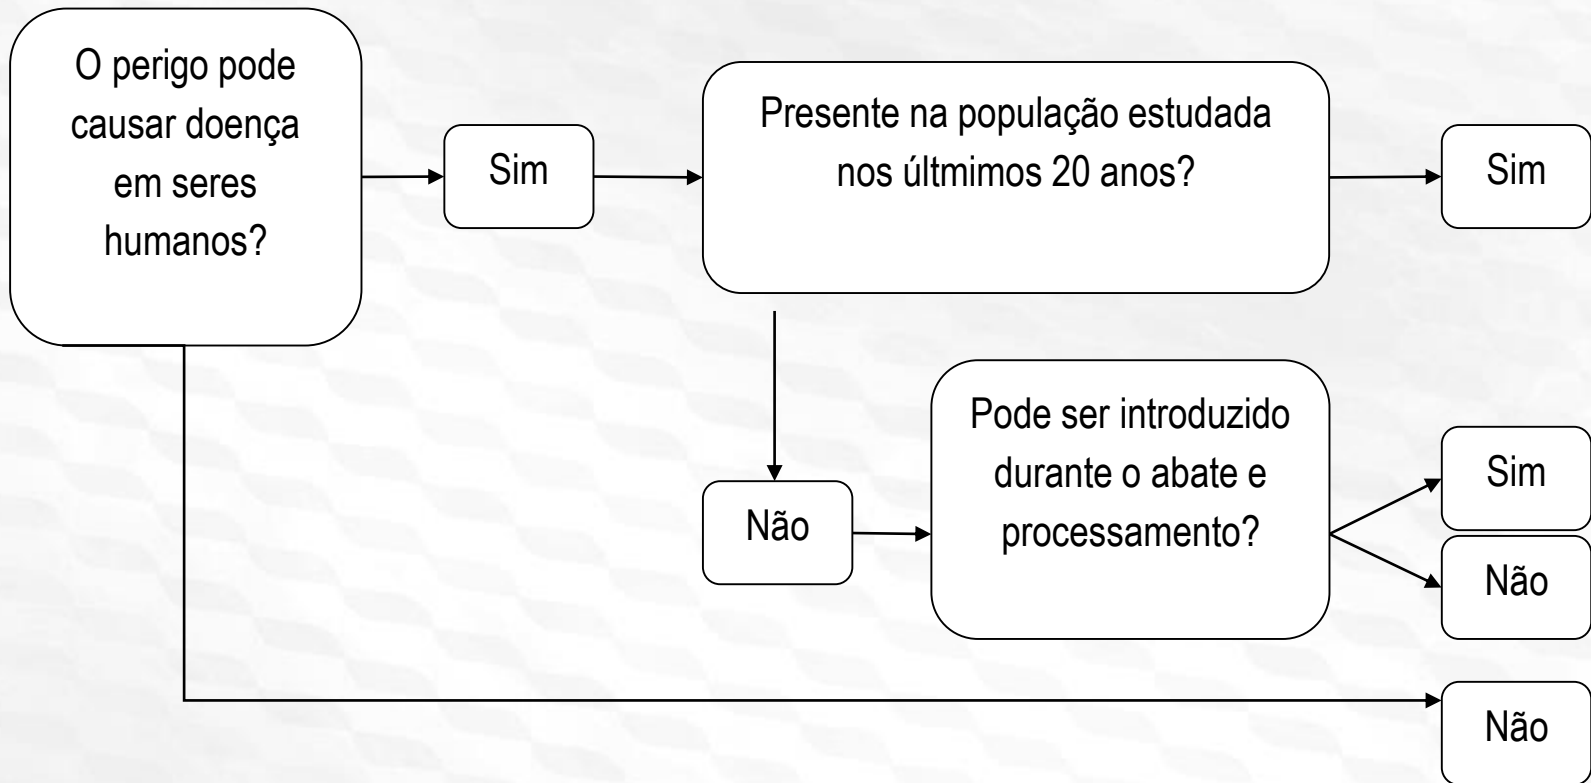 O perigo pode
causar doença
em seres
humanos?
Sim
Presente na população estudada
nos últmimos 20 anos?
Sim
Não
Pode ser introduzido
durante o abate e
processamento?
Sim
Não
Não